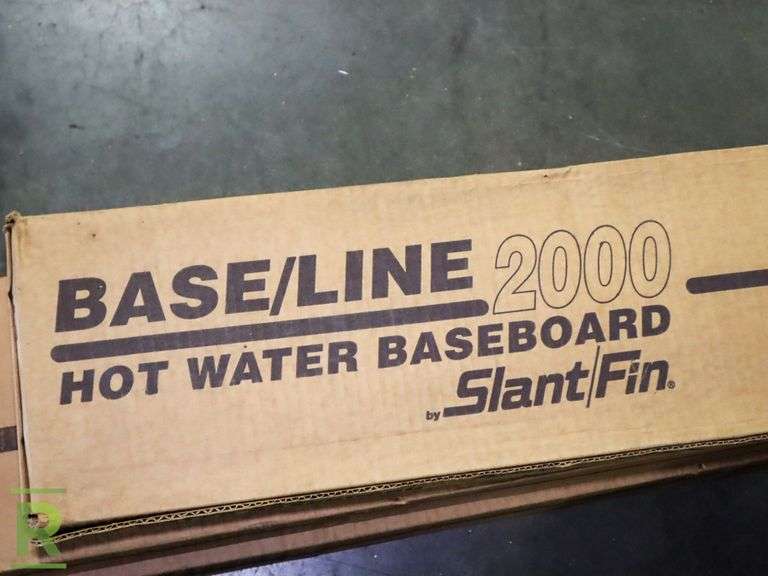 BASE/LINE 2000
HOT WATER BASEBOARD
by Slant/Fin®
R